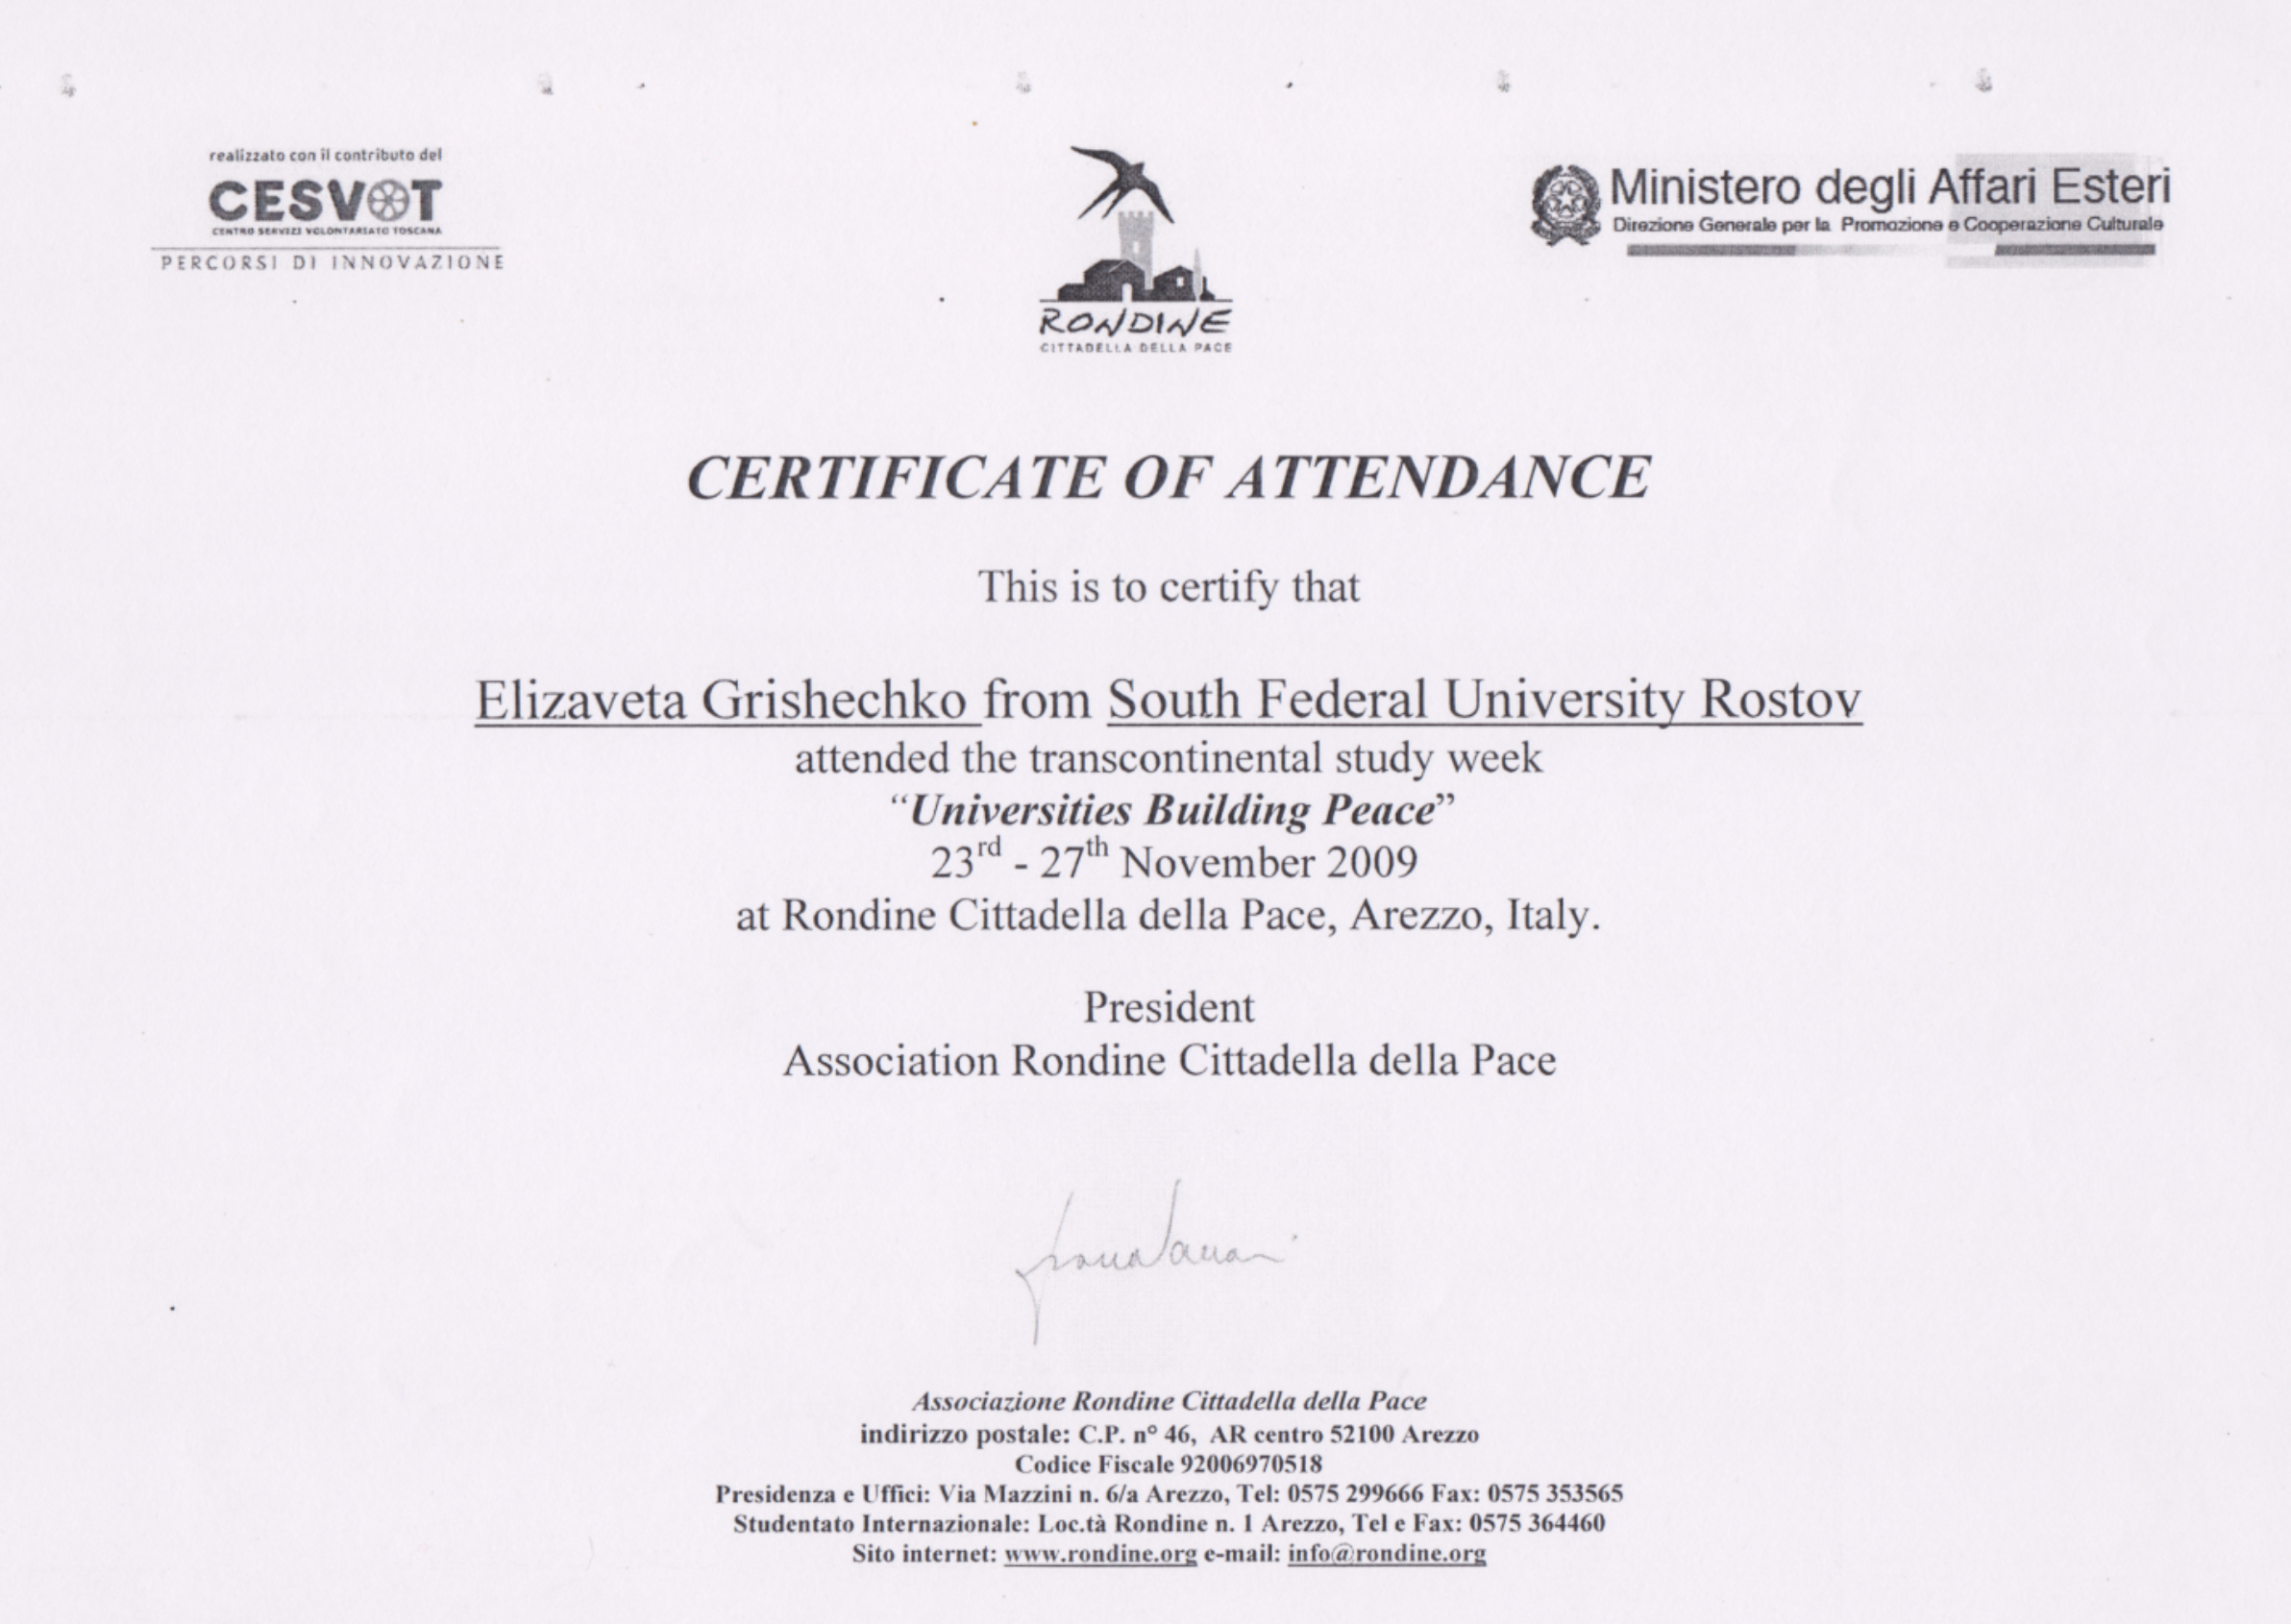 realizzato con il contributo del
CESVOT
CENTRO SERVIZI VOLONTARIATO TOSCANA
PERCORSI DI INNOVAZIONE
RONDINE
CITTADELLA DELLA PACE
Ministero degli Affari Esteri
Direzione Generale per la Promozione e Cooperazione Culturale
CERTIFICATE OF ATTENDANCE
This is to certify that
Elizaveta Grishechko from South Federal University Rostov
attended the transcontinental study week
“Universities Building Peace”
23rd - 27th November 2009
at Rondine Cittadella della Pace, Arezzo, Italy.
President
Association Rondine Cittadella della Pace
Associazione Rondine Cittadella della Pace
indirizzo postale: C.P. n° 46, AR centro 52100 Arezzo
Codice Fiscale 92006970518
Presidenza e Uffici: Via Mazzini n. 6/a Arezzo, Tel: 0575 299666 Fax: 0575 353565
Studentato Internazionale: Loc.tà Rondine n. 1 Arezzo, Tel e Fax: 0575 364460
Sito internet: www.rondine.org e-mail: info@rondine.org